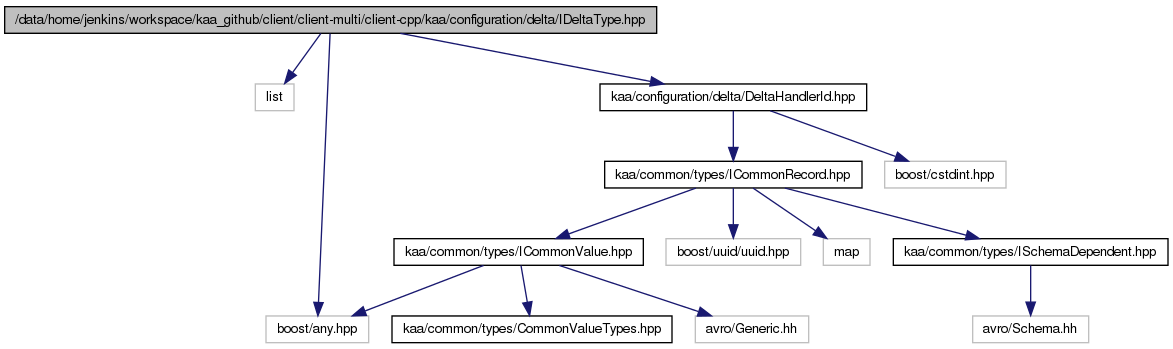 /data/home/jenkins/workspace/kaa_github/client/client-multi/client-cpp/kaa/configuration/delta/IDeltaType.hpp
list
kaa/configuration/delta/DeltaHandlerId.hpp
kaa/common/types/ICommonRecord.hpp
boost/cstdint.hpp
kaa/common/types/ICommonValue.hpp
boost/uuid/uuid.hpp
map
kaa/common/types/ISchemaDependent.hpp
boost/any.hpp
kaa/common/types/CommonValueTypes.hpp
avro/Generic.hh
avro/Schema.hh